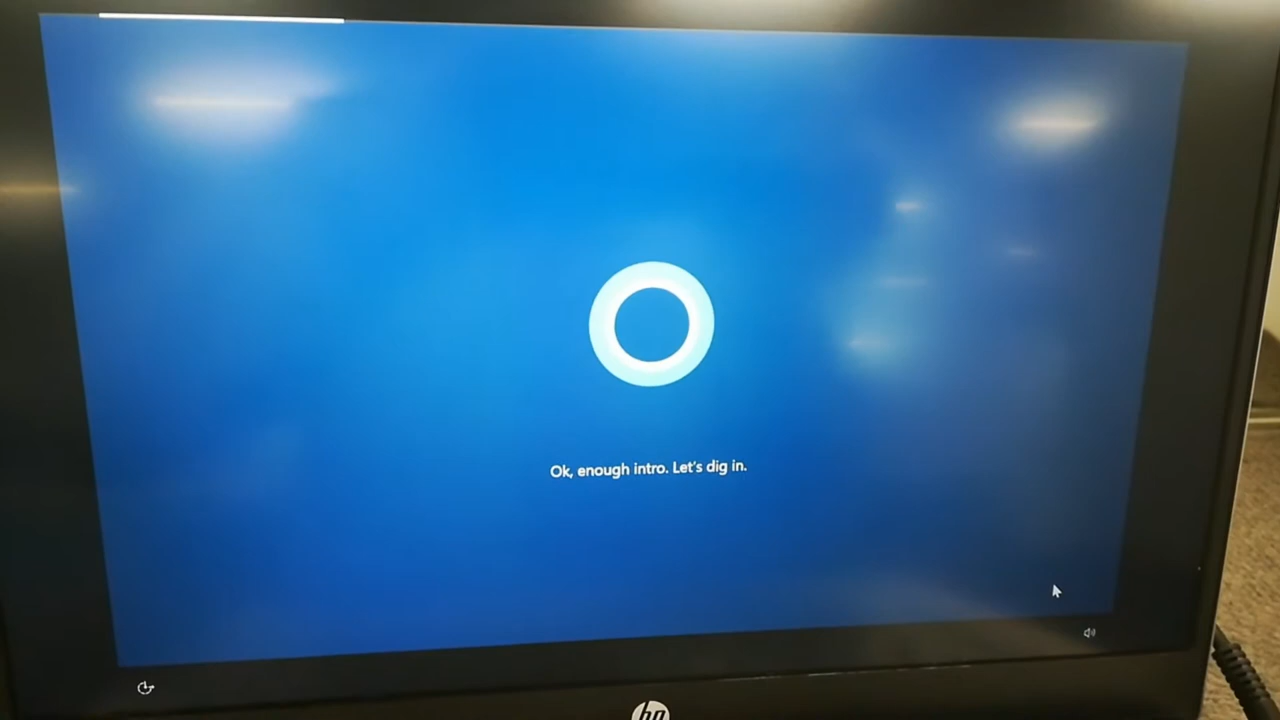 Ok, enough intro. Let's dig in.
hp